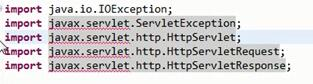 import java.io.IOException;
import javax.servlet.ServletException;
import javax.servlet.http.HttpServlet;
import javax.servlet.http.HttpServletRequest;
import javax.servlet.http.HttpServletResponse;